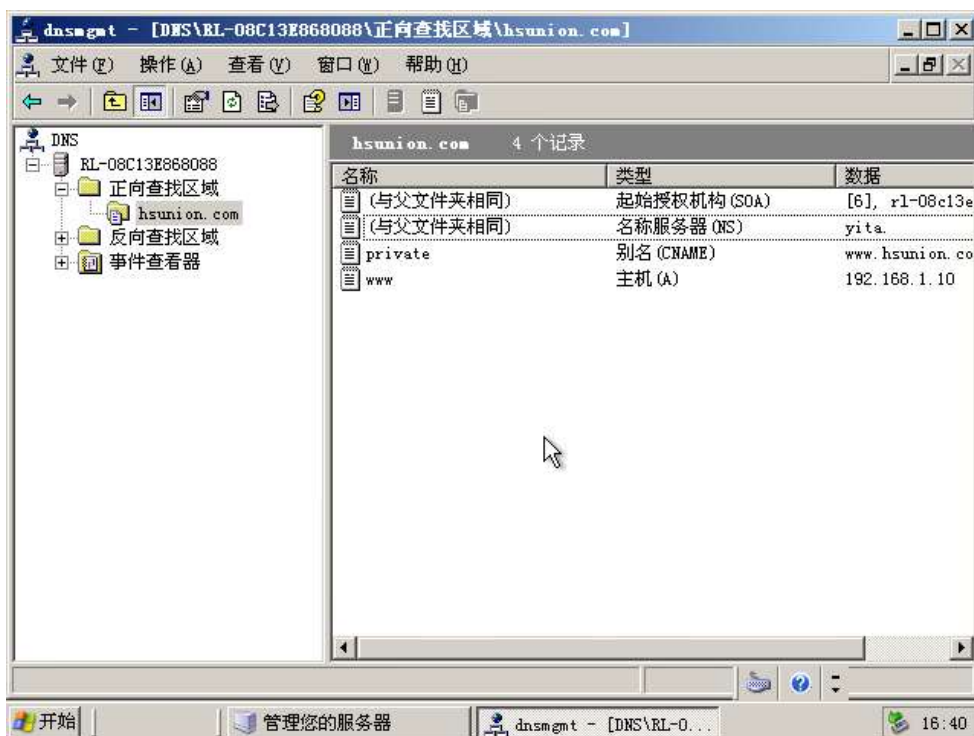 dnsmgmt - [DNS\RL-08C13E868088\正向查找区域\hsunion.com]
文件(F) 操作(A) 查看(V) 窗口(W) 帮助(H)
DNS
RL-08C13E868088
正向查找区域
hsunion.com
反向查找区域
事件查看器
hsunion.com 4 个记录
名称 类型 数据
(与父文件夹相同) 起始授权机构(SOA) [6], rl-08c13e
(与父文件夹相同) 名称服务器(NS) yita.
private 别名(CNAME) www.hsunion.co
www 主机(A) 192.168.1.10
开始 管理您的服务器 dnsmgmt - [DNS\RL-0... 16:40